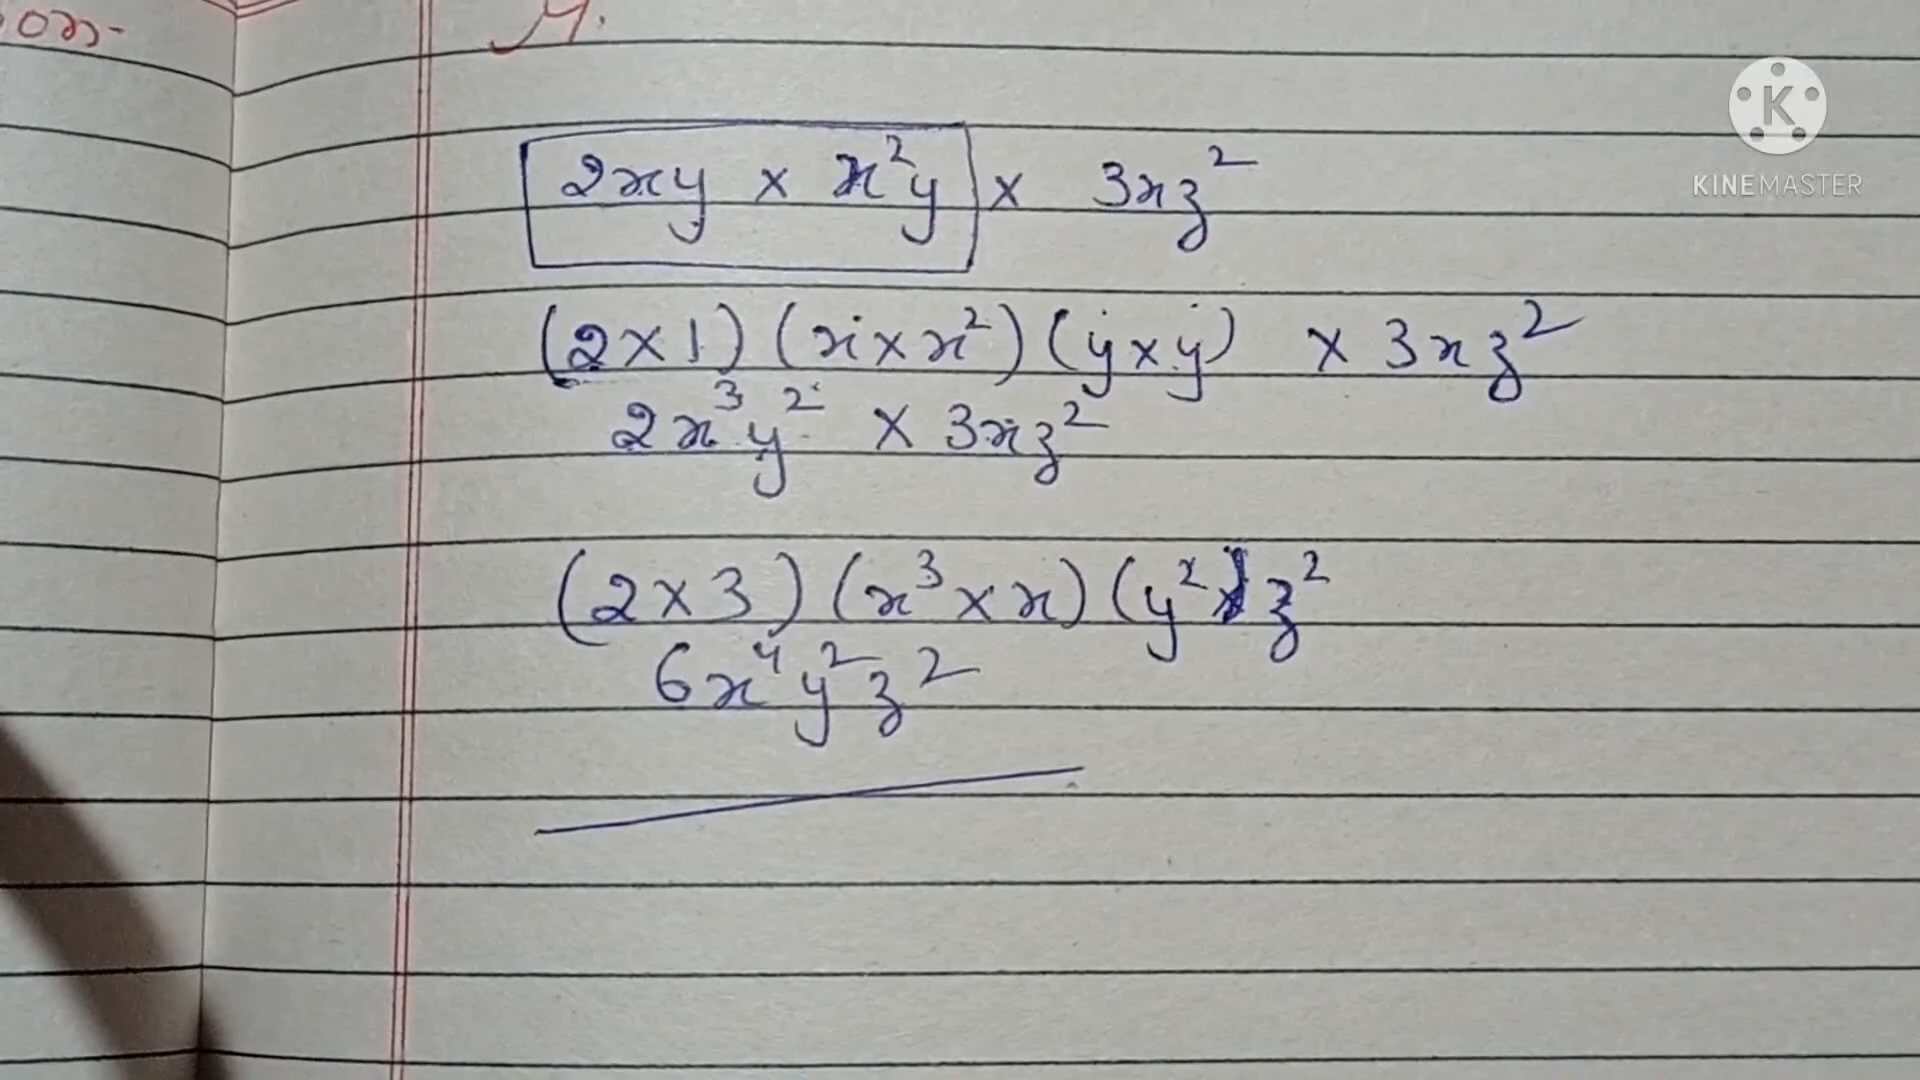 2xy × x²y × 3xz²
(2×1) (x×x²) (y×y) × 3xz²
2x³y² × 3xz²
(2×3) (x³×x) (y² z²
6x⁴y²z²
KINEMASTER